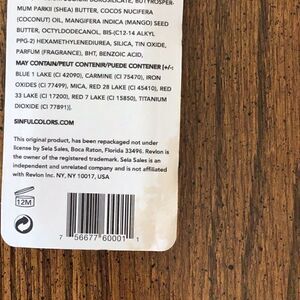 MUM PARKII (SHEA) BUTTER, COCOS NUCIFERA
(COCONUT) OIL, MANGIFERA INDICA (MANGO) SEED
BUTTER, OCTYLDODECANOL, BIS-(C12-14 ALKYL
PPG-2) HEXAMETHYLENEDIUREA, SILICA, TIN OXIDE,
PARFUM (FRAGRANCE), BHT, BENZOIC ACID.
MAY CONTAIN/PEUT CONTENIR/PUEDE CONTENER [+/-:
BLUE 1 LAKE (CI 42090), CARMINE (CI 75470), IRON
OXIDES (CI 77499), MICA, RED 28 LAKE (CI 45410), RED
33 LAKE (CI 17200), RED 7 LAKE (CI 15850), TITANIUM
DIOXIDE (CI 77891)].
SINFULCOLORS.COM
This original product, has been repackaged not under
license by Sela Sales, Boca Raton, Florida 33496. Revlon is
the owner of the registered trademark. Sela Sales is an
independent and unrelated company and is not affiliated
with Revlon Inc. NY, NY 10017, USA
12M
7 56677 60001 1